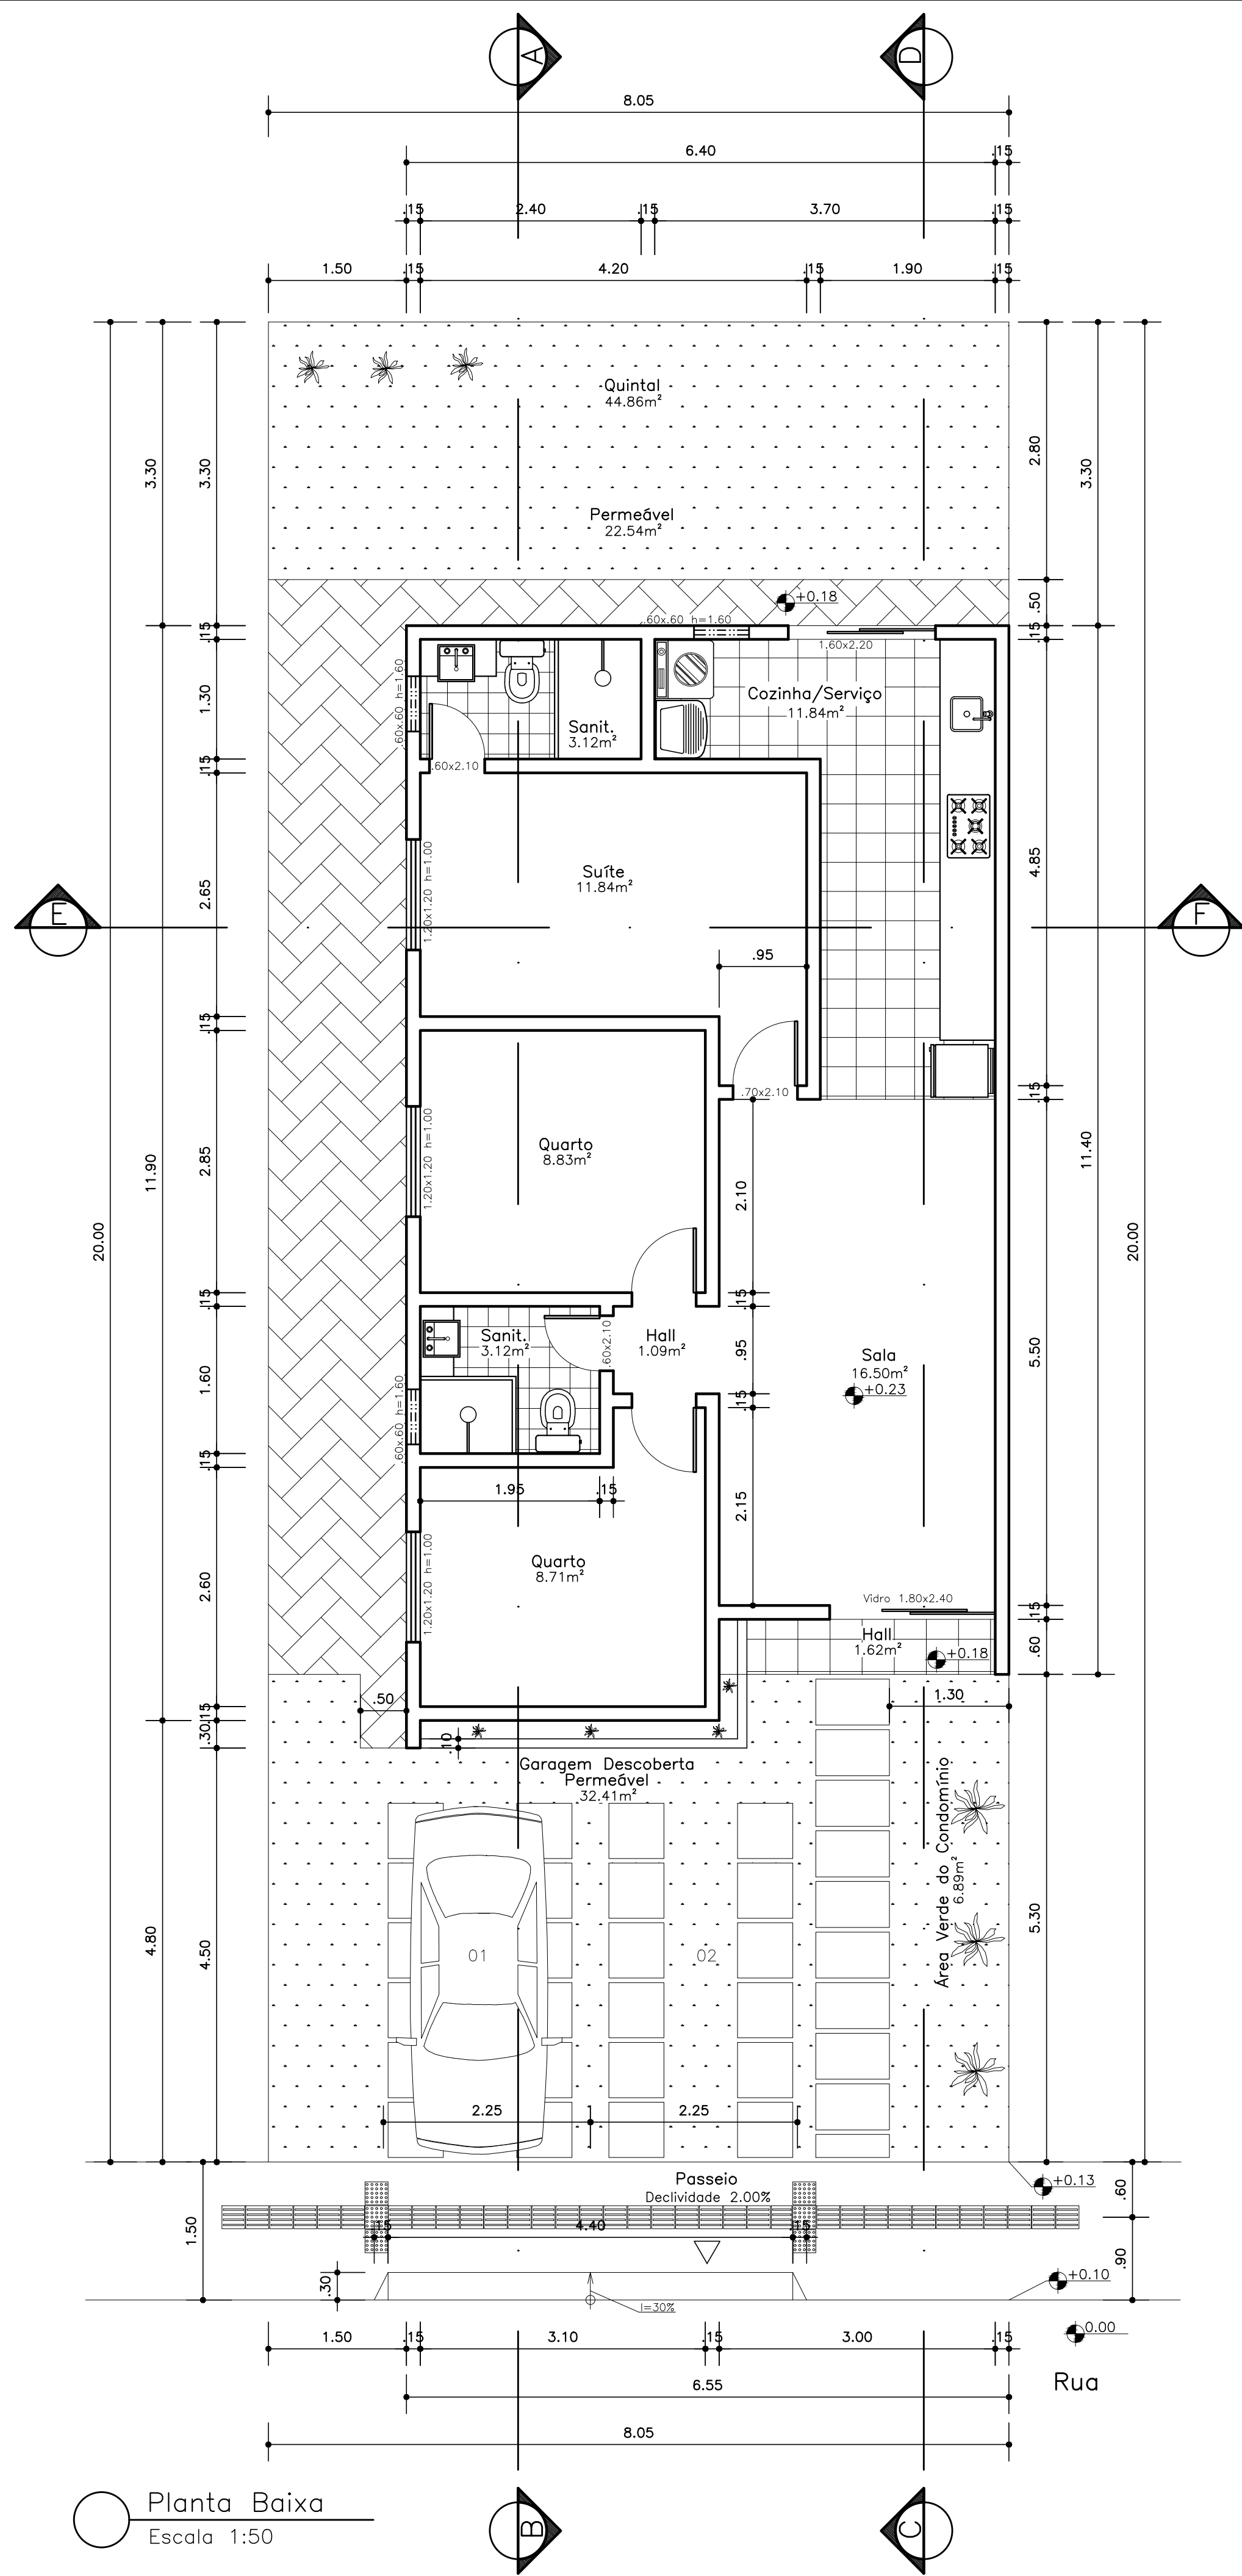 A
D
8.05
6.40
.15
.15
2.40
.15
3.70
.15
1.50
.15
4.20
.15
1.90
.15
Quintal
44.86m²
Permeável
22.54m²
3.30
3.30
2.80
3.30
.50
+0.18
.60x.60 h=1.60
1.60x2.20
.15
.15
1.30
.60x.60 h=1.60
Sanit.
3.12m²
Cozinha/Serviço
11.84m²
.15
.60x2.10
Suíte
11.84m²
1.20x1.20 h=1.00
2.65
4.85
E
F
.95
.15
.70x2.10
.15
Quarto
8.83m²
1.20x1.20 h=1.00
2.85
11.90
11.40
20.00
20.00
2.10
.15
.15
Sanit.
3.12m²
.60x2.10
Hall
1.09m²
.95
Sala
16.50m²
+0.23
5.50
1.60
.60x.60 h=1.60
.15
.15
1.95
.15
2.15
Quarto
8.71m²
1.20x1.20 h=1.00
2.60
Vidro 1.80x2.40
.15
Hall
1.62m²
+0.18
.60
.50
1.30
.15
.30
.10
Garagem Descoberta
Permeável
32.41m²
Área Verde do Condomínio
6.89m²
4.80
4.50
5.30
01
02
2.25
2.25
Passeio
Declividade 2.00%
+0.13
.60
1.50
.15
4.40
.15
.90
.30
+0.10
I=30%
0.00
1.50
.15
3.10
.15
3.00
.15
Rua
6.55
8.05
Planta Baixa
Escala 1:50
B
C